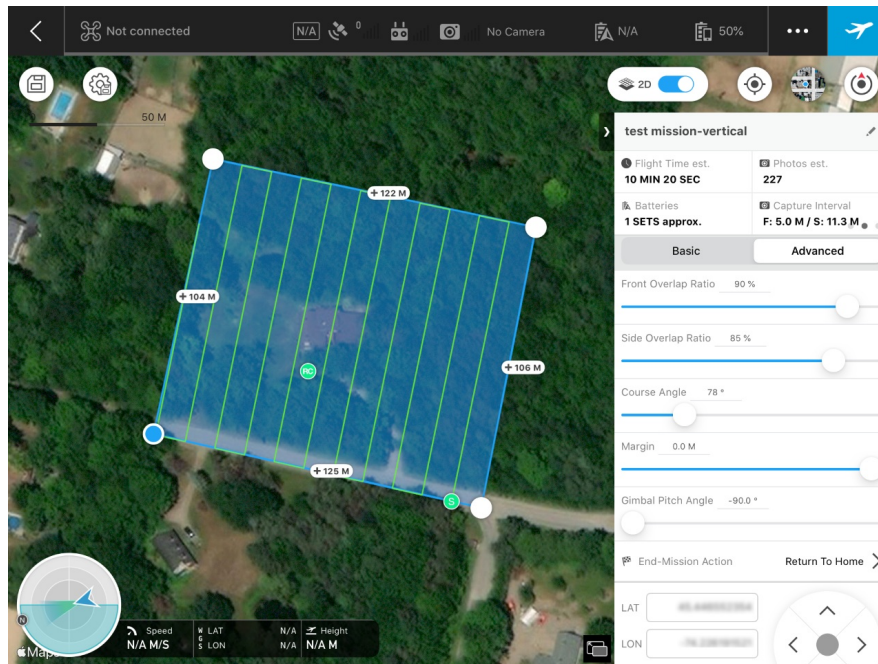 Not connected
N/A
0
No Camera
N/A
50%
2D
50 M
test mission-vertical
Flight Time est.
10 MIN 20 SEC
Photos est.
227
Batteries
1 SETS approx.
Capture Interval
F: 5.0 M / S: 11.3 M
Basic
Advanced
Front Overlap Ratio 90 %
Side Overlap Ratio 85 %
Course Angle 78 °
Margin 0.0 M
Gimbal Pitch Angle -90.0 °
End-Mission Action
Return To Home
LAT
LON
+ 122 M
+ 104 M
+ 106 M
+ 125 M
RC
S
N
Maps
Speed
N/A M/S
WGS
LAT N/A
LON N/A
Height
N/A M